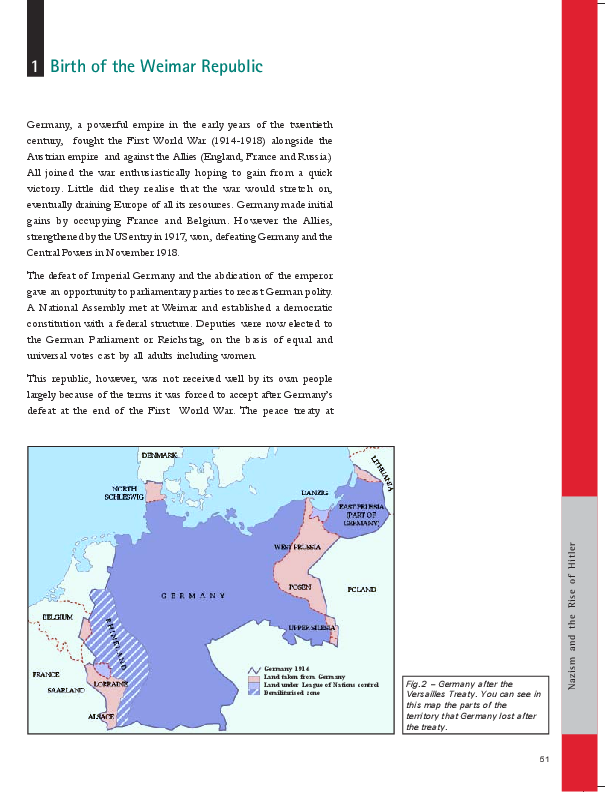 1 Birth of the Weimar Republic
Germany, a powerful empire in the early years of the twentieth
century, fought the First World War (1914-1918) alongside the
Austrian empire and against the Allies (England, France and Russia.)
All joined the war enthusiastically hoping to gain from a quick
victory. Little did they realise that the war would stretch on,
eventually draining Europe of all its resources. Germany made initial
gains by occupying France and Belgium. However the Allies,
strengthened by the US entry in 1917, won, defeating Germany and the
Central Powers in November 1918.
The defeat of Imperial Germany and the abdication of the emperor
gave an opportunity to parliamentary parties to recast German polity.
A National Assembly met at Weimar and established a democratic
constitution with a federal structure. Deputies were now elected to
the German Parliament or Reichstag, on the basis of equal and
universal votes cast by all adults including women.
This republic, however, was not received well by its own people
largely because of the terms it was forced to accept after Germany's
defeat at the end of the First World War. The peace treaty at
DENMARK
LITHUANIA
NORTH
SCHLESWIG
DANZIG
EAST PRUSSIA
(PART OF
GERMANY)
WEST PRUSSIA
GERMANY
POSEN
POLAND
BELGIUM
RHINELAND
UPPER SILESIA
FRANCE
SAARLAND
LORRAINE
ALSACE
Germany 1914
Land taken from Germany
Land under League of Nations control
Demilitarised zone
Fig.2 – Germany after the
Versailles Treaty. You can see in
this map the parts of the
territory that Germany lost after
the treaty.
Nazism and the Rise of Hitler
51